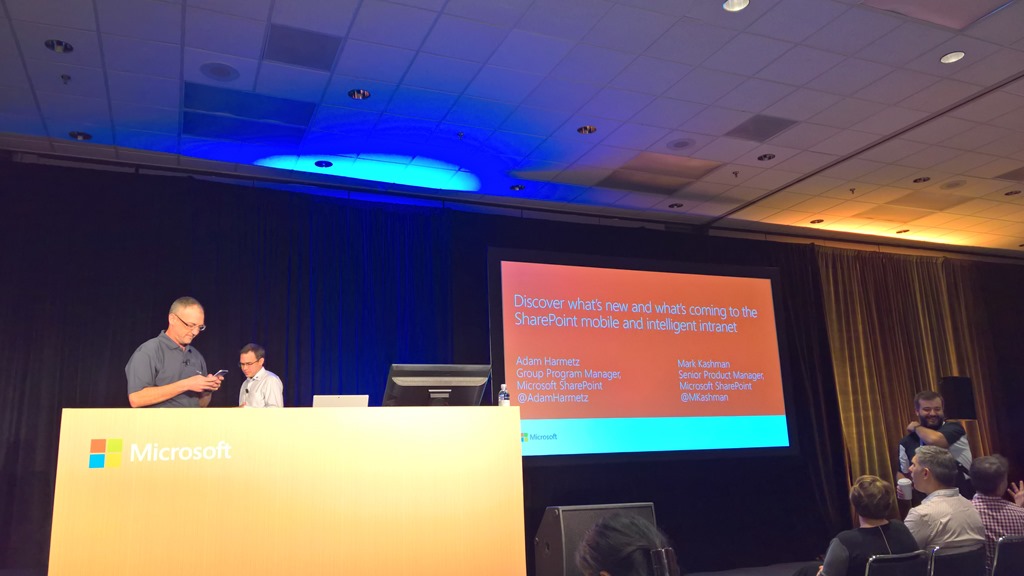 Discover what's new and what's coming to the
SharePoint mobile and intelligent intranet
Adam Harmetz
Group Program Manager,
Microsoft SharePoint
@AdamHarmetz
Mark Kashman
Senior Product Manager,
Microsoft SharePoint
@MKashman
Microsoft
Microsoft